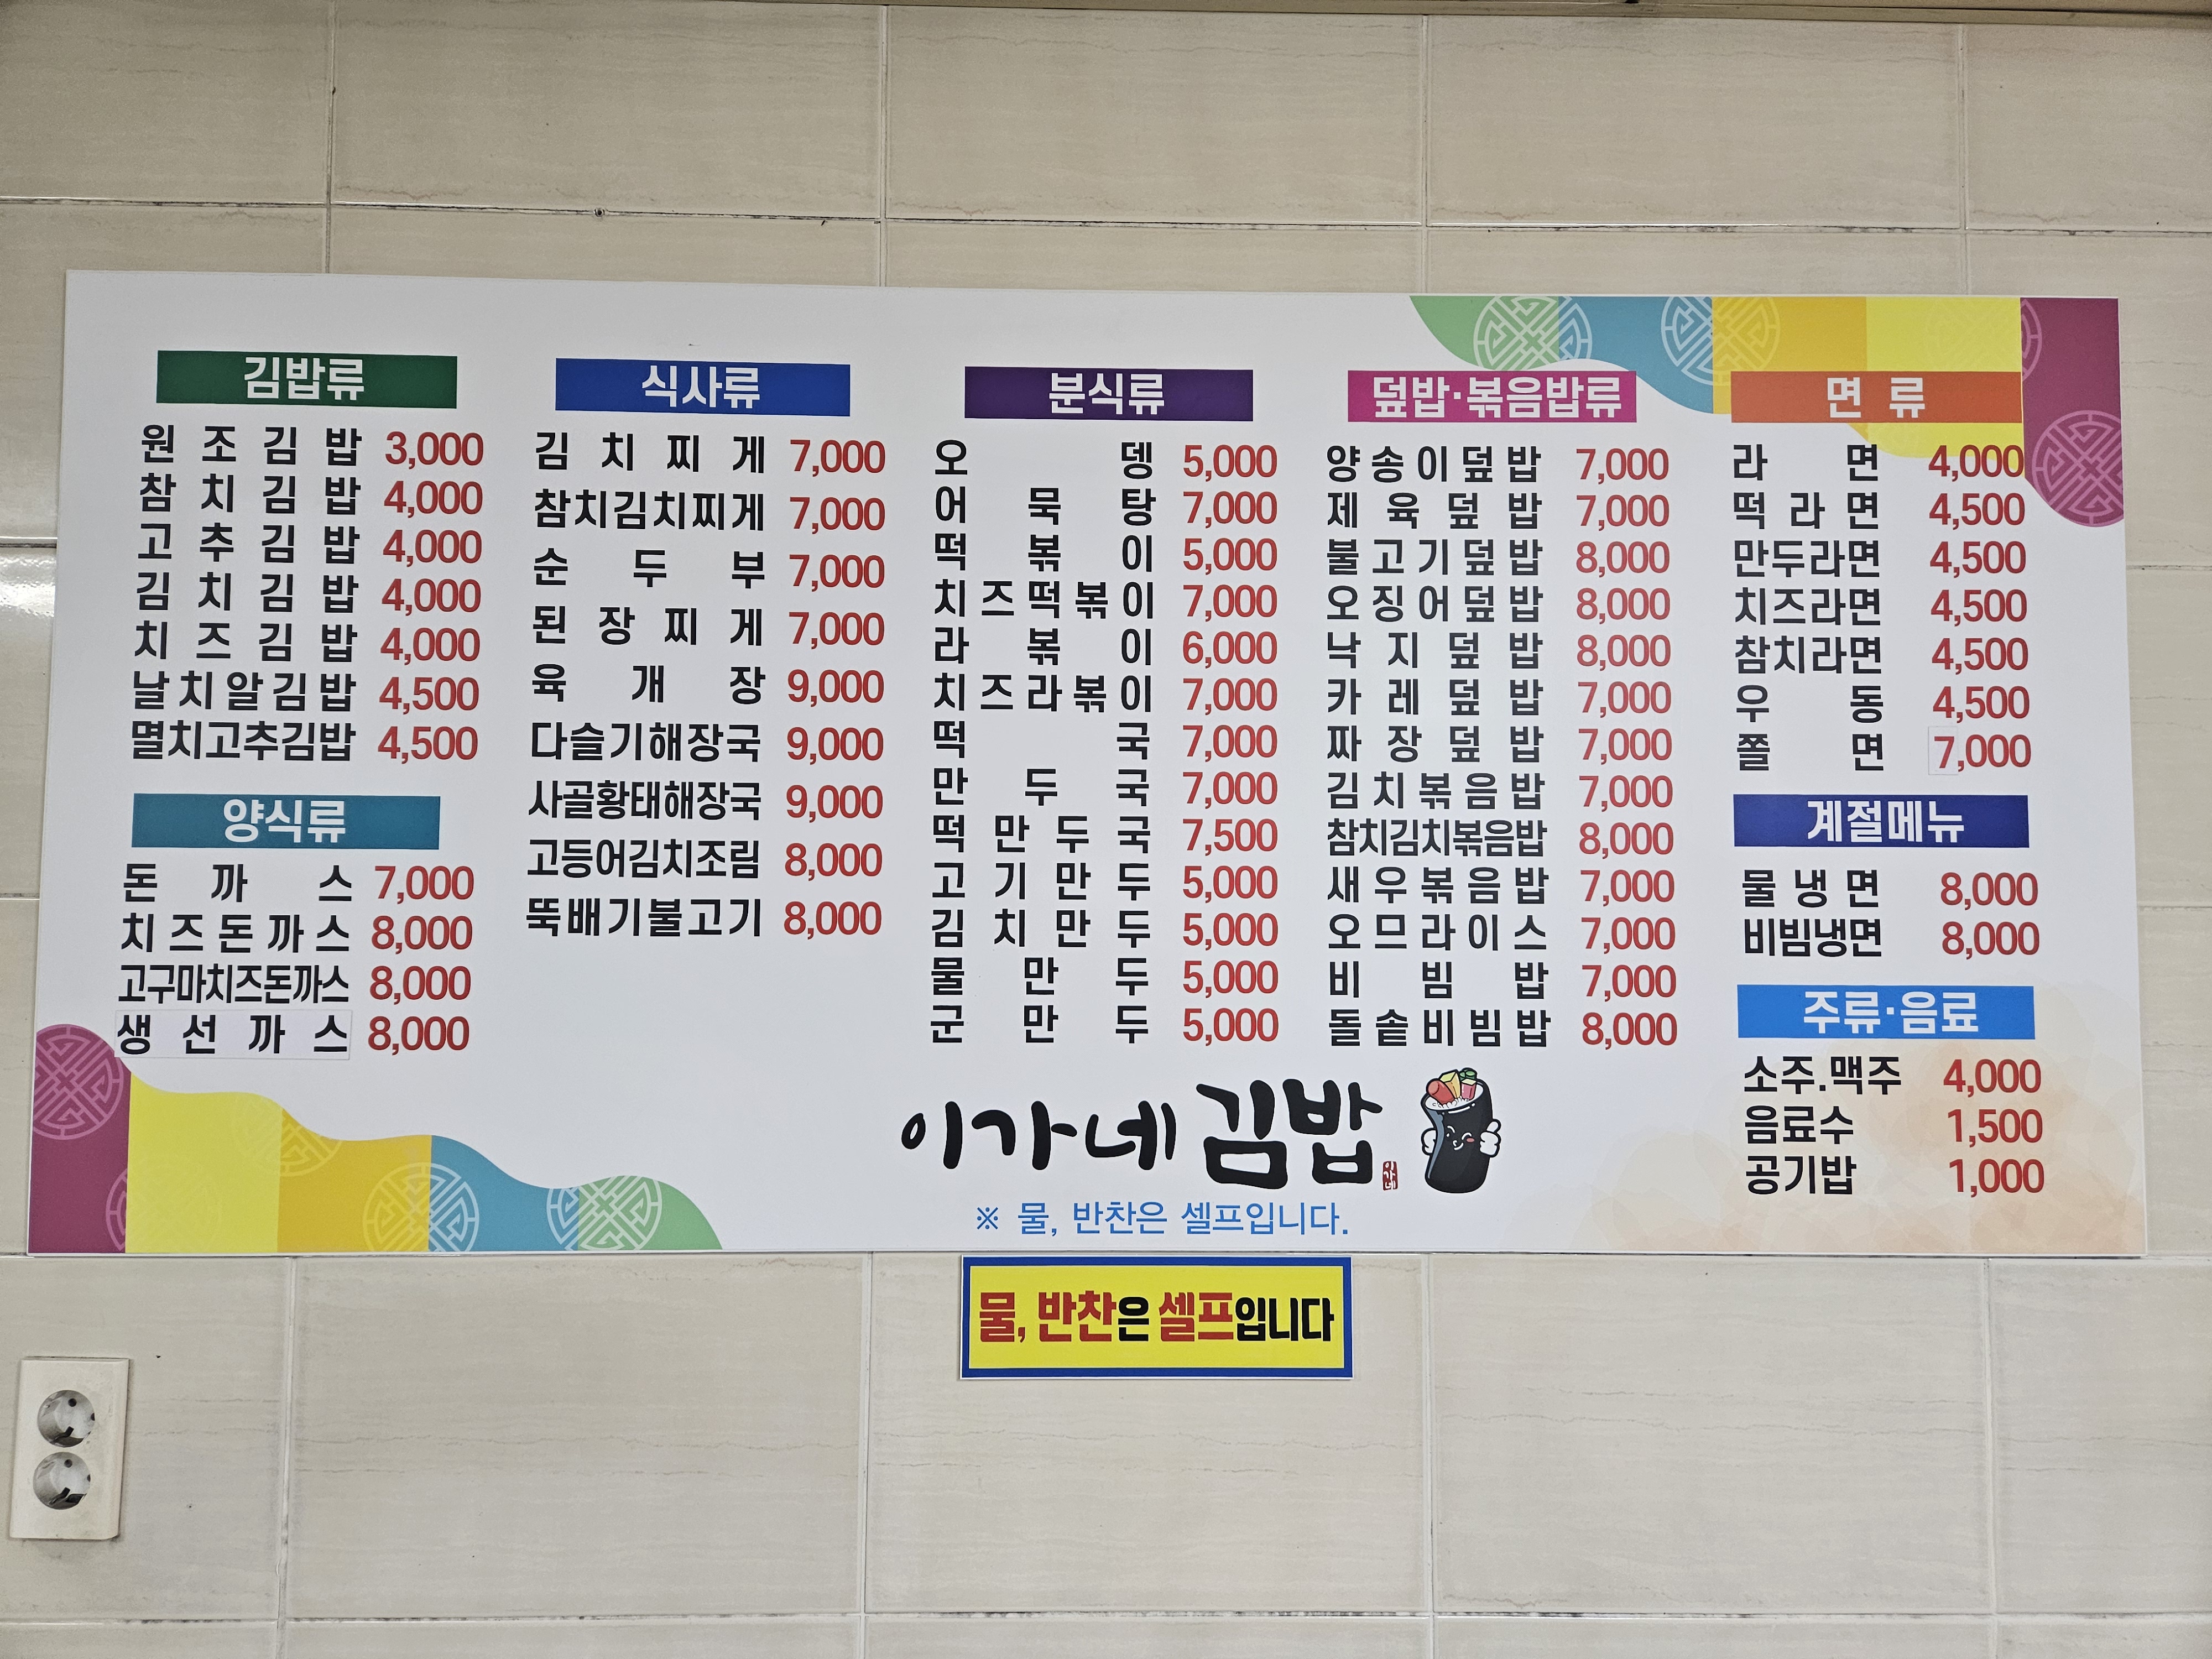 김밥류
원조김밥 3,000
참치김밥 4,000
고추김밥 4,000
김치김밥 4,000
치즈김밥 4,000
날치알김밥 4,500
멸치고추김밥 4,500
양식류
돈까스 7,000
치즈돈까스 8,000
고구마치즈돈까스 8,000
생선까스 8,000
식사류
김치찌게 7,000
참치김치찌게 7,000
순두부 7,000
된장찌게 7,000
육개장 9,000
다슬기해장국 9,000
사골황태해장국 9,000
고등어김치조림 8,000
뚝배기불고기 8,000
분식류
오뎅 5,000
어묵탕 7,000
떡볶이 5,000
치즈떡볶이 7,000
라볶이 6,000
치즈라볶이 7,000
떡국 7,000
만두국 7,000
떡만두국 7,500
고기만두 5,000
김치만두 5,000
물만두 5,000
군만두 5,000
덮밥·볶음밥류
양송이덮밥 7,000
제육덮밥 7,000
불고기덮밥 8,000
오징어덮밥 8,000
낙지덮밥 8,000
카레덮밥 7,000
짜장덮밥 7,000
김치볶음밥 7,000
참치김치볶음밥 8,000
새우볶음밥 7,000
오므라이스 7,000
비빔밥 7,000
돌솥비빔밥 8,000
면류
라면 4,000
떡라면 4,500
만두라면 4,500
치즈라면 4,500
참치라면 4,500
우동 4,500
쫄면 7,000
계절메뉴
물냉면 8,000
비빔냉면 8,000
주류·음료
소주.맥주 4,000
음료수 1,500
공기밥 1,000
이가네김밥
이가네
※ 물, 반찬은 셀프입니다.
물, 반찬은 셀프입니다